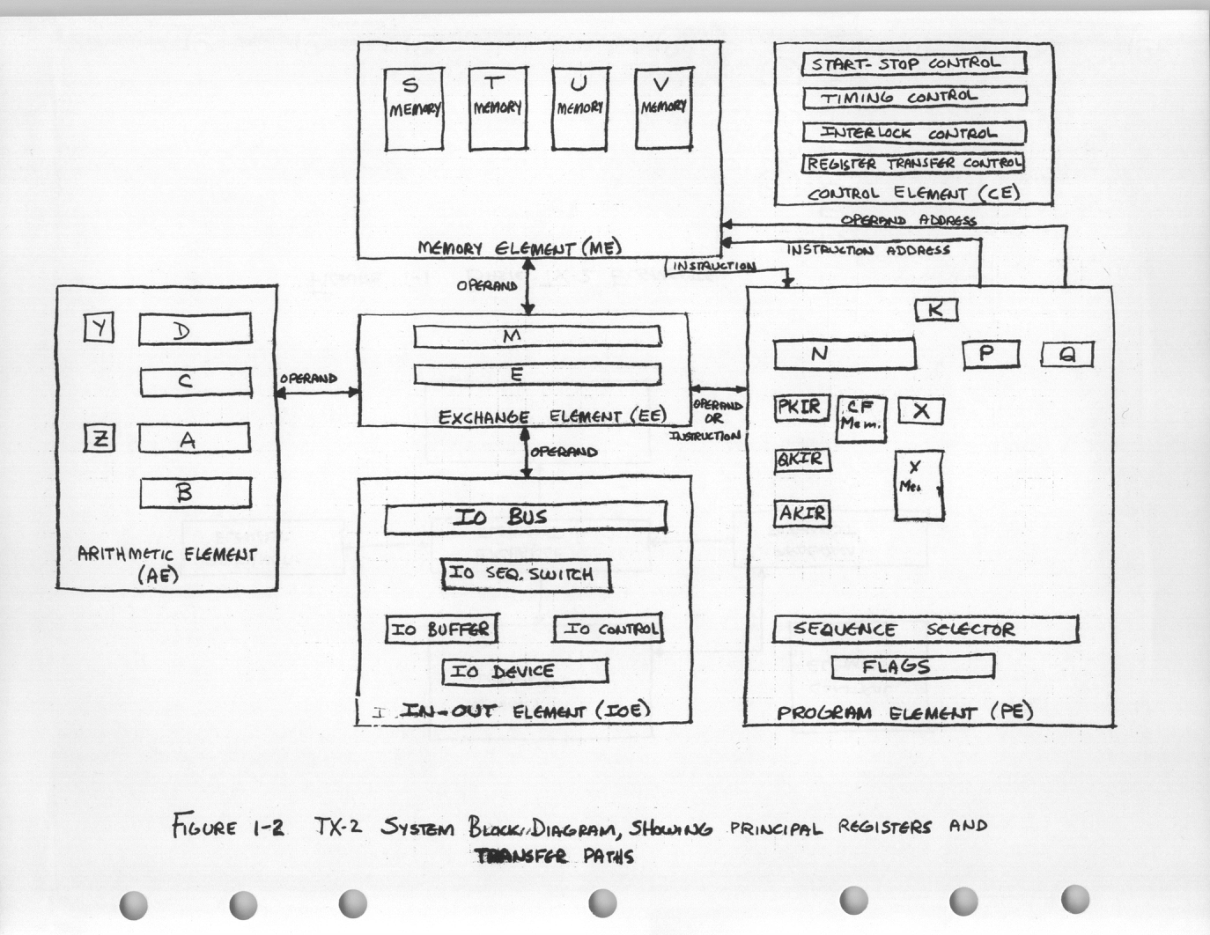 S
MEMORY
T
MEMORY
U
MEMORY
V
MEMORY
MEMORY ELEMENT (ME)
START-STOP CONTROL
TIMING CONTROL
INTERLOCK CONTROL
REGISTER TRANSFER CONTROL
CONTROL ELEMENT (CE)
OPERAND ADDRESS
INSTRUCTION ADDRESS
INSTRUCTION
OPERAND
Y
D
C
Z
A
B
ARITHMETIC ELEMENT
(AE)
OPERAND
M
E
EXCHANGE ELEMENT (EE)
OPERAND
OR
INSTRUCTION
OPERAND
IO BUS
IO SEQ. SWITCH
IO BUFFER
IO CONTROL
IO DEVICE
IN-OUT ELEMENT (IOE)
K
N
P
Q
PKIR
CF
Mem.
X
QKIR
X
AKIR
SEQUENCE SELECTOR
FLAGS
PROGRAM ELEMENT (PE)
FIGURE 1-2 TX-2 SYSTEM BLOCK DIAGRAM, SHOWING PRINCIPAL REGISTERS AND
TRANSFER PATHS